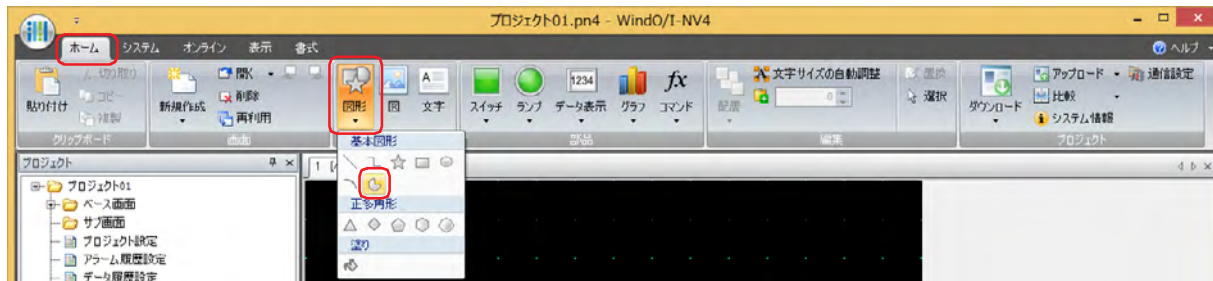 プロジェクト01.pn4 - WindO/I-NV4
ホーム システム オンライン 表示 書式 ヘルプ
貼り付け 切り取り 新規作成 開く 図形 図 文字 スイッチ ランプ データ表示 グラフ コマンド 配置 文字サイズの自動調整 置換 ダウンロード アップロード 通信設定
コピー 削除 A 1234 fx 0 選択 比較
複製 再利用 システム情報
クリップボード 画面 部品 編集 プロジェクト
基本図形
プロジェクト 1
プロジェクト01
ベース画面
サブ画面
正多角形
プロジェクト設定
アラーム履歴設定
塗り
データ履歴設定